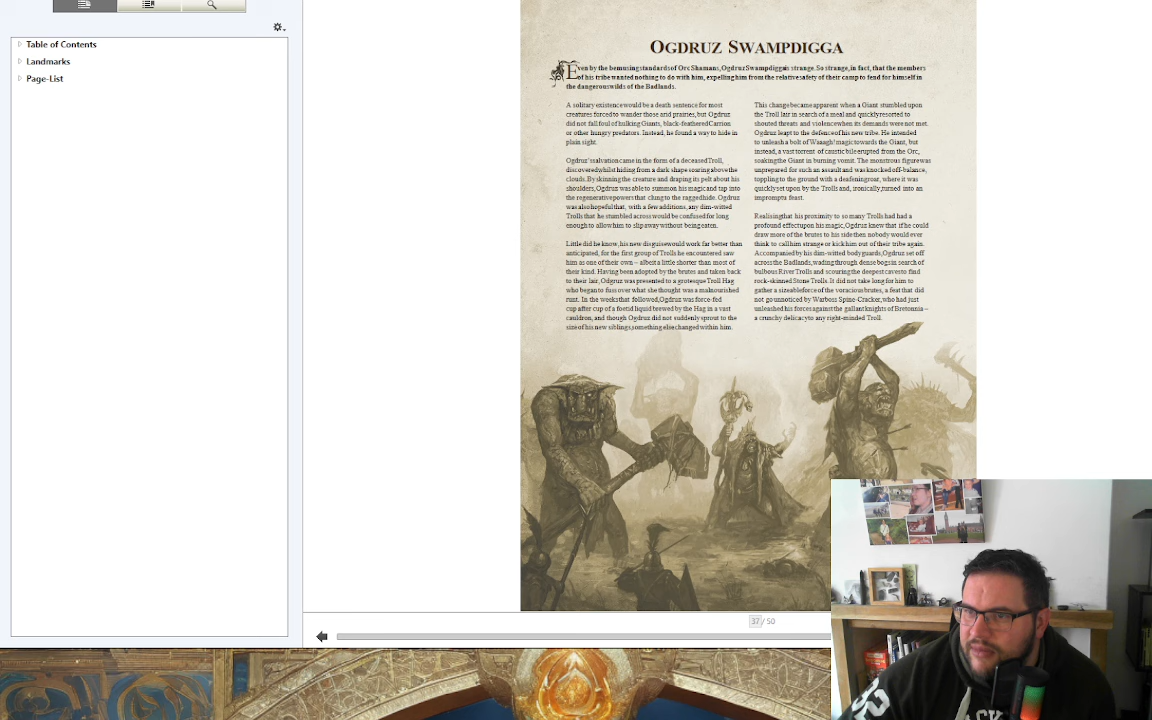 Table of Contents
Landmarks
Page-List
OGDRUZ SWAMPDIGGA
Even by the bemusing standards of Orc Shamans, Ogdruz Swampdigga is strange. So strange, in fact, that the members
of his tribe wanted nothing to do with him, expelling him from the relative safety of their camp to fend for himself in
the dangerous wilds of the Badlands.
A solitary existence would be a death sentence for most
creatures forced to wander those arid prairies, but Ogdruz
did not fall foul of hulking Giants, black-feathered Carrion
or other hungry predators. Instead, he found a way to hide in
plain sight.
Ogdruz' salvation came in the form of a deceased Troll,
discovered whilst hiding from a dark shape soaring above the
clouds. By skinning the creature and draping its pelt about his
shoulders, Ogdruz was able to summon his magic and tap into
the regenerative powers that clung to the ragged hide. Ogdruz
was also hopeful that, with a few additions, any dim-witted
Trolls that he stumbled across would be confused for long
enough to allow him to slip away without being eaten.
Little did he know, his new disguise would work far better than
anticipated, for the first group of Trolls he encountered saw
him as one of their own – albeit a little shorter than most of
their kind. Having been adopted by the brutes and taken back
to their lair, Odgruz was presented to a grotesque Troll Hag
who began to fuss over what she thought was a malnourished
runt. In the weeks that followed, Ogdruz was force-fed
cup after cup of foetid liquid brewed by the Hag in a vast
cauldron, and though Ogdruz did not suddenly sprout to the
size of his new siblings, something else changed within him.
This change became apparent when a Giant stumbled upon
the Troll lair in search of a meal and quickly resorted to
shouted threats and violence when its demands were not met.
Ogdruz leapt to the defence of his new tribe. He intended
to unleash a bolt of Waaagh! magic towards the Giant, but
instead, a vast torrent of caustic bile erupted from the Orc,
soaking the Giant in burning vomit. The monstrous figure was
unprepared for such an assault and was knocked off-balance,
toppling to the ground with a deafening roar, where it was
quickly set upon by the Trolls and, ironically, turned into an
impromptu feast.
Realising that his proximity to so many Trolls had had a
profound effect upon his magic, Ogdruz knew that if he could
draw more of the brutes to his side then nobody would ever
think to call him strange or kick him out of their tribe again.
Accompanied by his dim-witted bodyguards, Ogdruz set off
across the Badlands, wading through dense bogs in search of
bulbous River Trolls and scouring the deepest caves to find
rock-skinned Stone Trolls. It did not take long for him to
gather a sizeable force of the voracious brutes, a feat that did
not go unnoticed by Warboss Spine-Cracker, who had just
unleashed his forces against the gallant knights of Bretonnia –
a crunchy delicacy to any right-minded Troll.
37 / 50